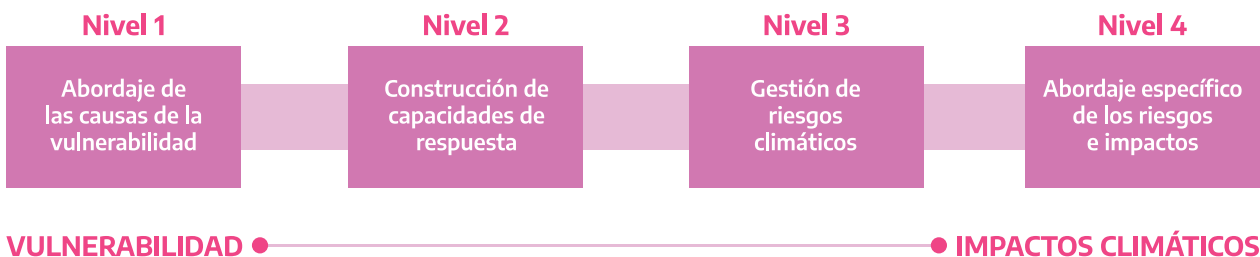 Nivel 1
Abordaje de
las causas de la
vulnerabilidad
Nivel 2
Construcción de
capacidades de
respuesta
Nivel 3
Gestión de
riesgos
climáticos
Nivel 4
Abordaje específico
de los riesgos
e impactos
VULNERABILIDAD
IMPACTOS CLIMÁTICOS